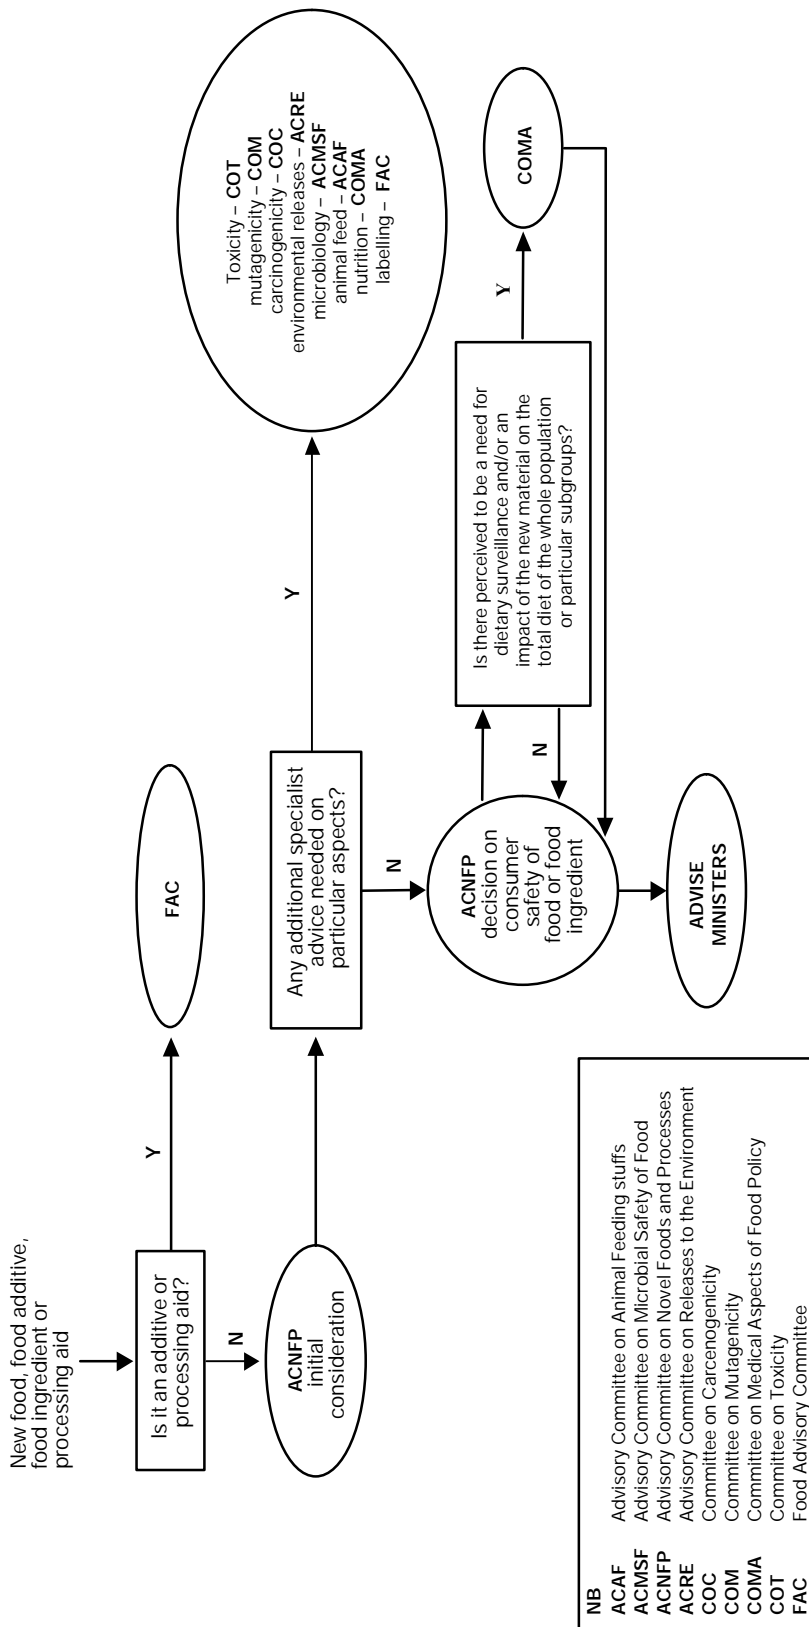 New food, food additive,
food ingredient or
processing aid
Is it an additive or
processing aid?
Y
FAC
N
ACNFP
initial
consideration
Any additional specialist
advice needed on
particular aspects?
Y
Toxicity – COT
mutagenicity – COM
carcinogenicity – COC
environmental releases – ACRE
microbiology – ACMSF
animal feed – ACAF
nutrition – COMA
labelling – FAC
N
ACNFP
decision on
consumer
safety of
food or food
ingredient
Is there perceived to be a need for
dietary surveillance and/or an
impact of the new material on the
total diet of the whole population
or particular subgroups?
Y
COMA
N
ADVISE
MINISTERS
NB
ACAF Advisory Committee on Animal Feeding stuffs
ACMSF Advisory Committee on Microbial Safety of Food
ACNFP Advisory Committee on Novel Foods and Processes
ACRE Advisory Committee on Releases to the Environment
COC Committee on Carcenogenicity
COM Committee on Mutagenicity
COMA Committee on Medical Aspects of Food Policy
COT Committee on Toxicity
FAC Food Advisory Committee